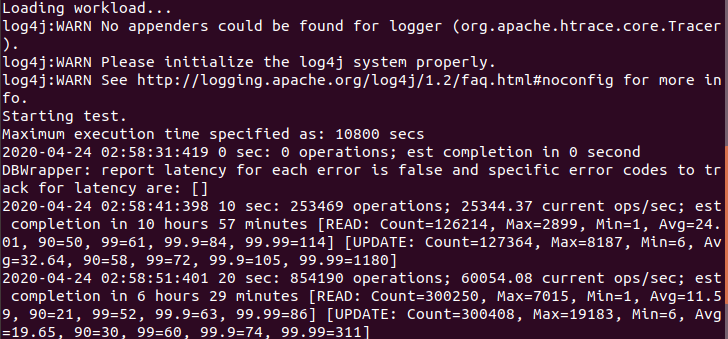 Loading workload...
log4j:WARN No appenders could be found for logger (org.apache.htrace.core.Tracer
).
log4j:WARN Please initialize the log4j system properly.
log4j:WARN See http://logging.apache.org/log4j/1.2/faq.html#noconfig for more in
fo.
Starting test.
Maximum execution time specified as: 10800 secs
2020-04-24 02:58:31:419 0 sec: 0 operations; est completion in 0 second
DBWrapper: report latency for each error is false and specific error codes to tr
ack for latency are: []
2020-04-24 02:58:41:398 10 sec: 253469 operations; 25344.37 current ops/sec; est
 completion in 10 hours 57 minutes [READ: Count=126214, Max=2899, Min=1, Avg=24.
01, 90=50, 99=61, 99.9=84, 99.99=114] [UPDATE: Count=127364, Max=8187, Min=6, Av
g=32.64, 90=58, 99=72, 99.9=105, 99.99=1180]
2020-04-24 02:58:51:401 20 sec: 854190 operations; 60054.08 current ops/sec; est
 completion in 6 hours 29 minutes [READ: Count=300250, Max=7015, Min=1, Avg=11.5
9, 90=21, 99=52, 99.9=63, 99.99=86] [UPDATE: Count=300408, Max=19183, Min=6, Avg
=19.65, 90=30, 99=60, 99.9=74, 99.99=311]